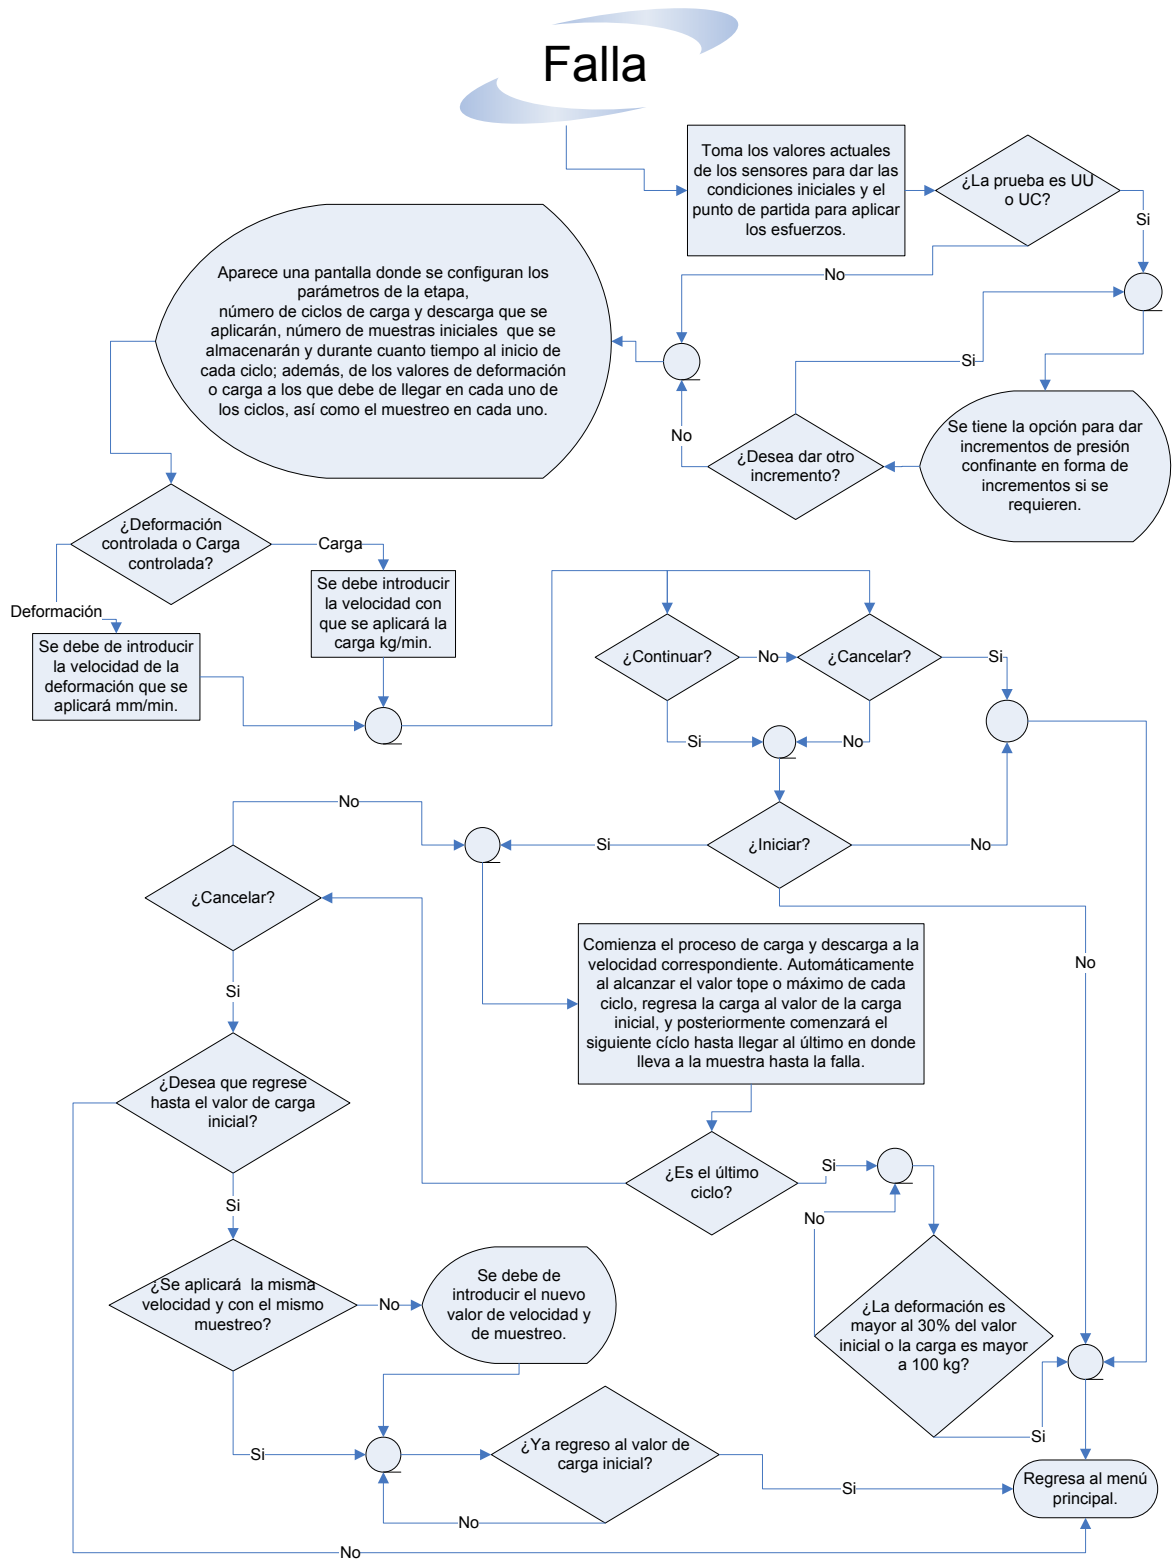 Falla
Toma los valores actuales
de los sensores para dar las
condiciones iniciales y el
punto de partida para aplicar
los esfuerzos.
¿La prueba es UU
o UC?
Si
No
Aparece una pantalla donde se configuran los
parámetros de la etapa,
número de ciclos de carga y descarga que se
aplicarán, número de muestras iniciales que se
almacenarán y durante cuanto tiempo al inicio de
cada ciclo; además, de los valores de deformación
o carga a los que debe de llegar en cada uno de
los ciclos, así como el muestreo en cada uno.
Si
Se tiene la opción para dar
incrementos de presión
confinante en forma de
incrementos si se
requieren.
¿Desea dar otro
incremento?
No
¿Deformación
controlada o Carga
controlada?
Carga
Deformación
Se debe introducir
la velocidad con
que se aplicará la
carga kg/min.
Se debe de introducir
la velocidad de la
deformación que se
aplicará mm/min.
¿Continuar?
No
¿Cancelar?
Si
Si
No
¿Iniciar?
Si
No
No
No
¿Cancelar?
Si
Comienza el proceso de carga y descarga a la
velocidad correspondiente. Automáticamente
al alcanzar el valor tope o máximo de cada
ciclo, regresa la carga al valor de la carga
inicial, y posteriormente comenzará el
siguiente cíclo hasta llegar al último en donde
lleva a la muestra hasta la falla.
¿Desea que regrese
hasta el valor de carga
inicial?
Si
¿Es el último
ciclo?
Si
No
¿La deformación es
mayor al 30% del valor
inicial o la carga es mayor
a 100 kg?
Si
¿Se aplicará la misma
velocidad y con el mismo
muestreo?
No
Se debe de
introducir el nuevo
valor de velocidad y
de muestreo.
Si
¿Ya regreso al valor de
carga inicial?
Si
No
Regresa al menú
principal.
No